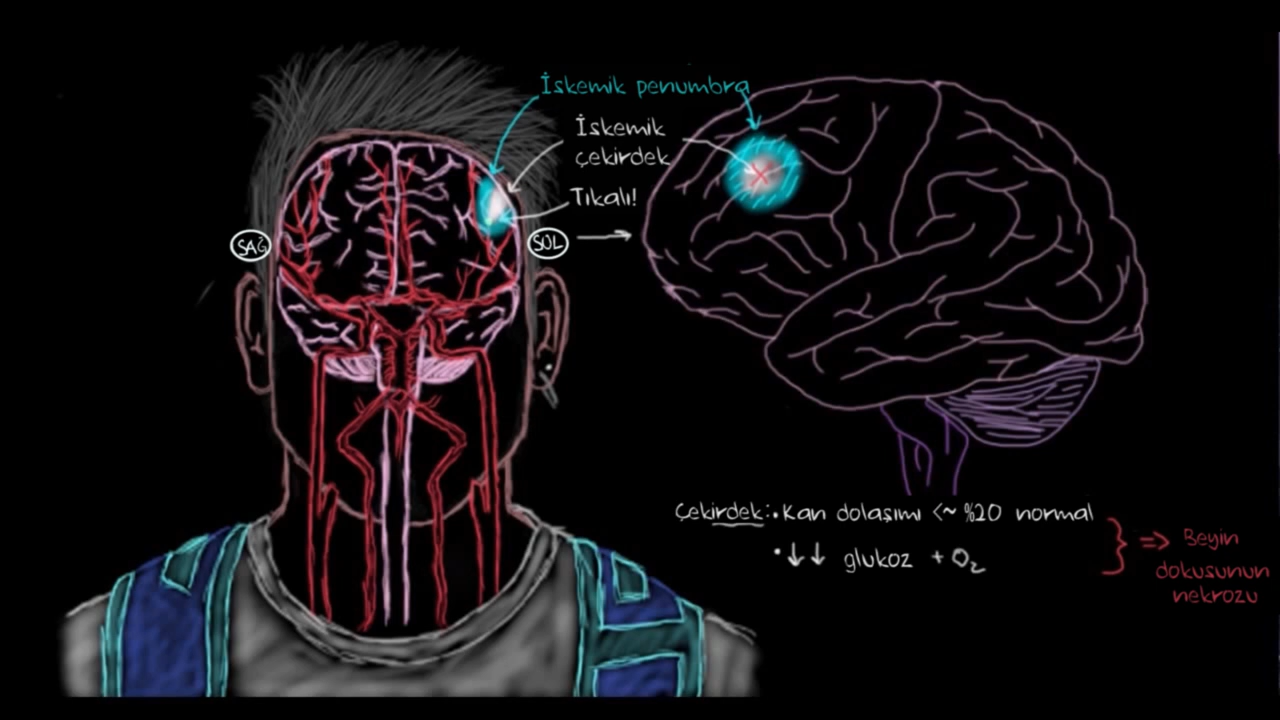 İskemik penumbra
İskemik
çekirdek
Tıkalı!
SAĞ
SOL
Çekirdek: • Kan dolaşımı <~ %20 normal
• ↓↓ glukoz + O₂
⇒ Beyin
dokusunun
nekrozu